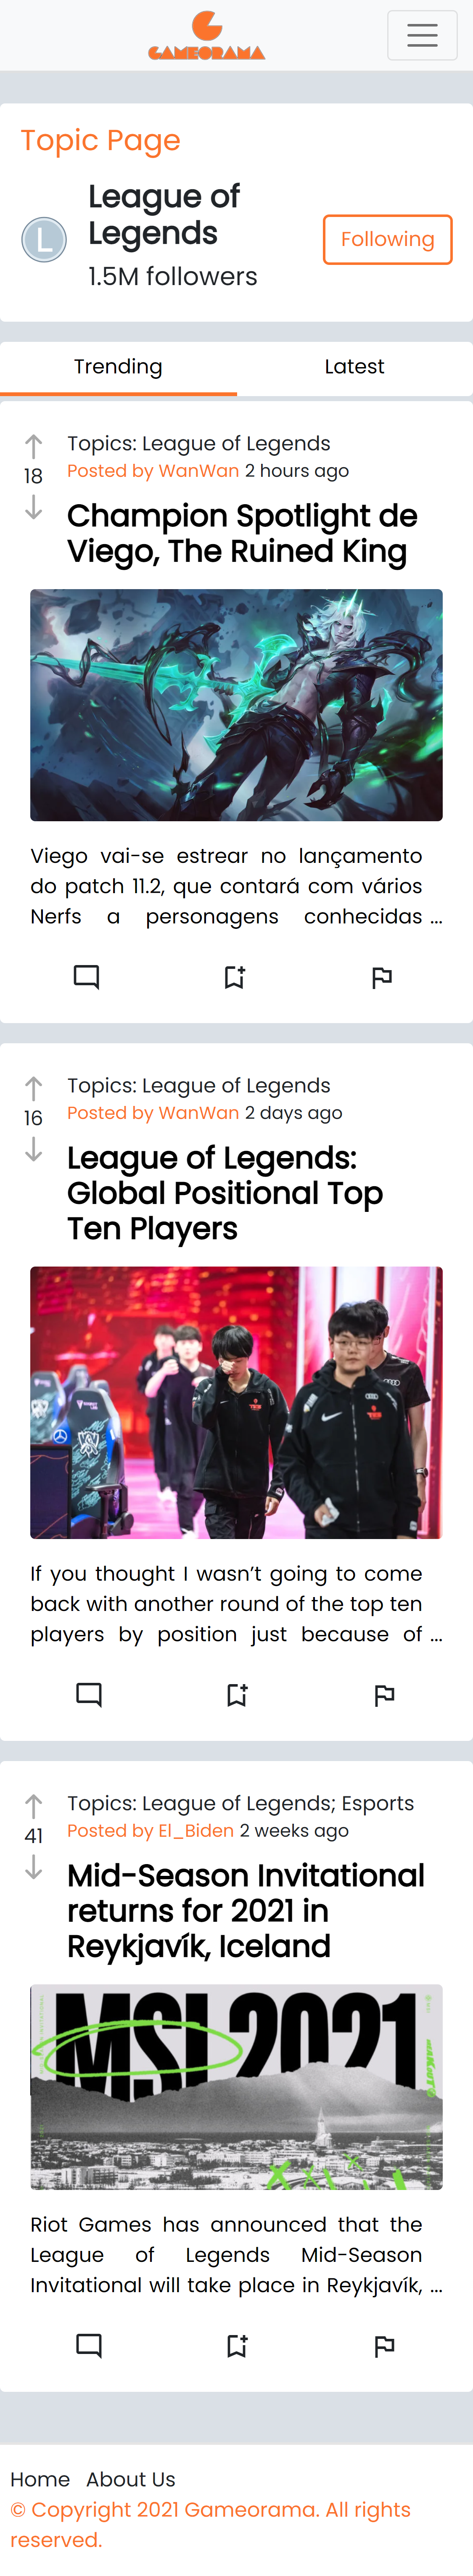 GAMEORAMA
Topic Page
L
League of
Legends
1.5M followers
Following
Trending
Latest
Topics: League of Legends
Posted by WanWan 2 hours ago
18
Champion Spotlight de
Viego, The Ruined King
Viego vai-se estrear no lançamento
do patch 11.2, que contará com vários
Nerfs a personagens conhecidas ...
Topics: League of Legends
Posted by WanWan 2 days ago
16
League of Legends:
Global Positional Top
Ten Players
If you thought I wasn’t going to come
back with another round of the top ten
players by position just because of ...
Topics: League of Legends; Esports
Posted by El_Biden 2 weeks ago
41
Mid-Season Invitational
returns for 2021 in
Reykjavík, Iceland
MSI 2021
Riot Games has announced that the
League of Legends Mid-Season
Invitational will take place in Reykjavík, ...
Home About Us
© Copyright 2021 Gameorama. All rights
reserved.